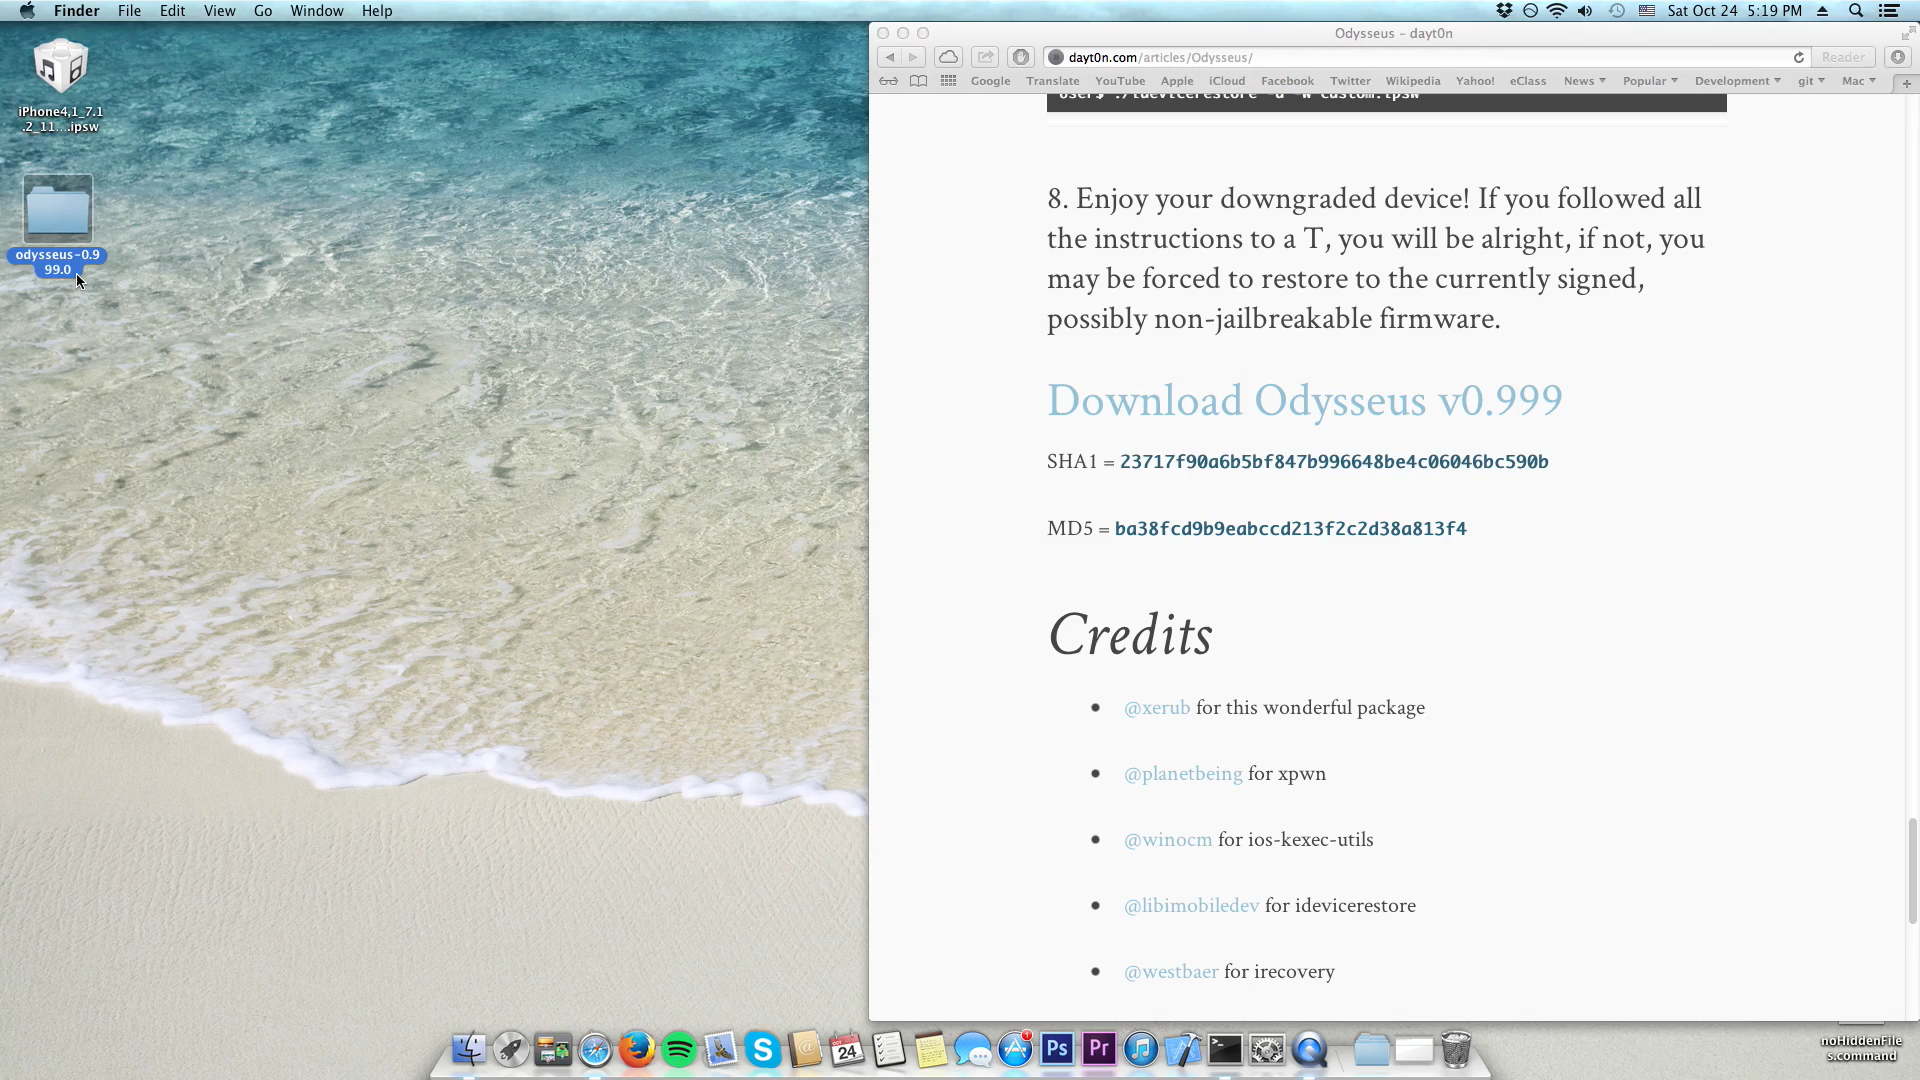 Finder File Edit View Go Window Help
Sat Oct 24 5:19 PM
iPhone4,1_7.1
.2_11....ipsw
odysseus-0.9
99.0
Odysseus – dayt0n
dayt0n.com/articles/Odysseus/
Reader
Google Translate YouTube Apple iCloud Facebook Twitter Wikipedia Yahoo! eClass News Popular Development git Mac
8. Enjoy your downgraded device! If you followed all
the instructions to a T, you will be alright, if not, you
may be forced to restore to the currently signed,
possibly non-jailbreakable firmware.
Download Odysseus v0.999
SHA1 = 23717f90a6b5bf847b996648be4c06046bc590b
MD5 = ba38fcd9b9eabccd213f2c2d38a813f4
Credits
@xerub for this wonderful package
@planetbeing for xpwn
@winocm for ios-kexec-utils
@libimobiledev for idevicerestore
@westbaer for irecovery
OCT
24
Ps
Pr
noHiddenFile
s.command